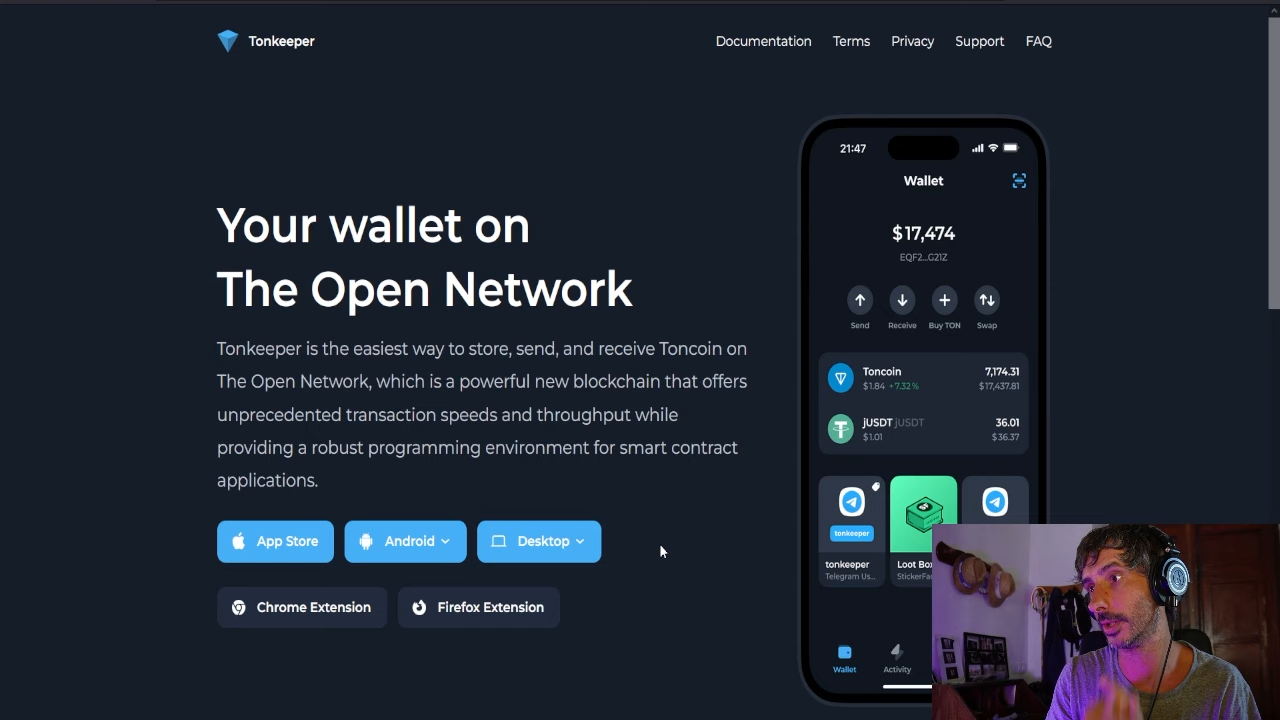 Tonkeeper
Documentation Terms Privacy Support FAQ
Your wallet on
The Open Network
Tonkeeper is the easiest way to store, send, and receive Toncoin on
The Open Network, which is a powerful new blockchain that offers
unprecedented transaction speeds and throughput while
providing a robust programming environment for smart contract
applications.
App Store Android Desktop
Chrome Extension Firefox Extension
21:47
Wallet
$17,474
EQF2...G21Z
Send Receive Buy TON Swap
Toncoin 7,174.31
$1.84 +7.32% $17,437.81
jUSDT jUSDT 36.01
$1.01 $36.37
tonkeeper
tonkeeper Loot Box
Telegram Us...
Wallet Activity